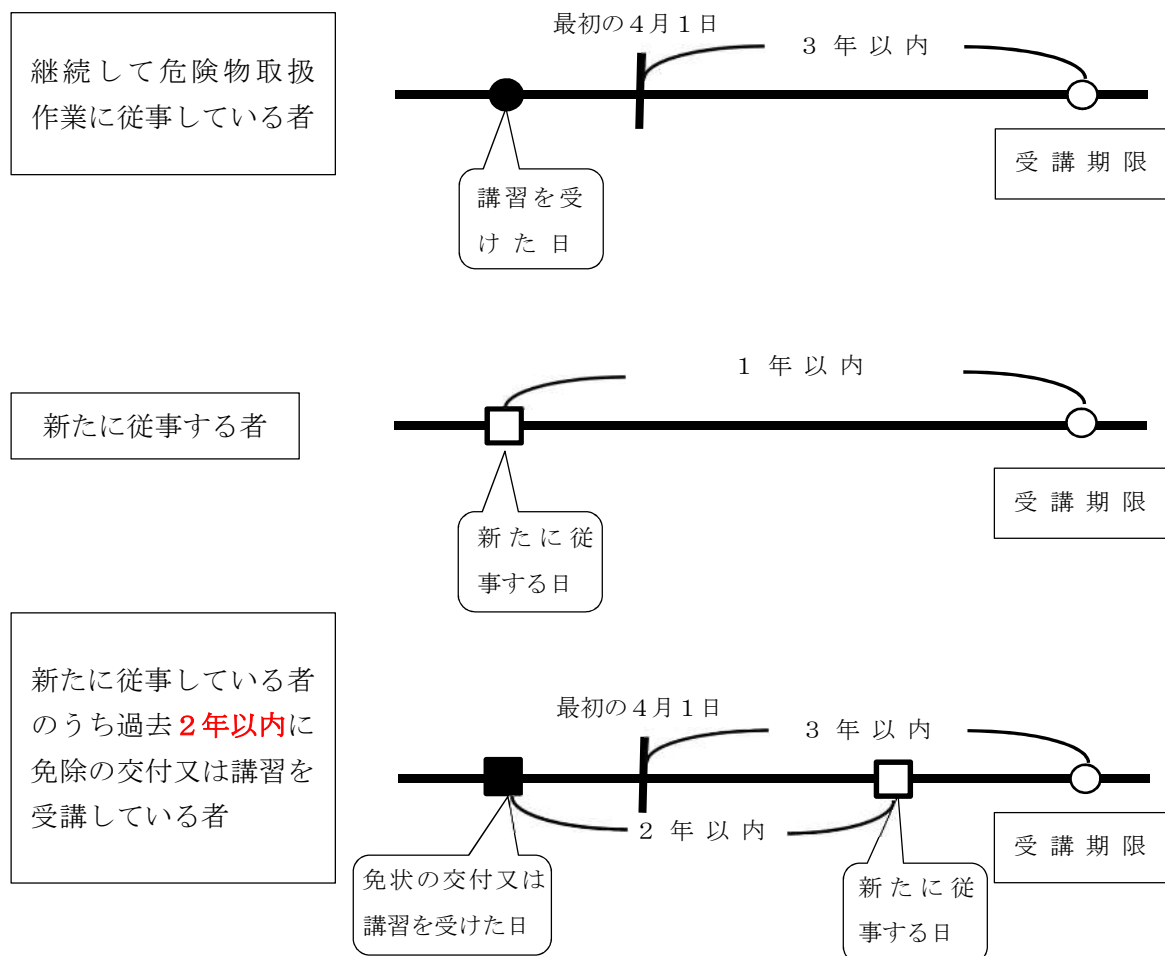 継続して危険物取扱
作業に従事している者
最初の４月１日
３年以内
講習を受
けた日
受講期限
新たに従事する者
１年以内
新たに従
事する日
受講期限
新たに従事している者
のうち過去２年以内に
免除の交付又は講習を
受講している者
最初の４月１日
３年以内
２年以内
免状の交付又は
講習を受けた日
新たに従
事する日
受講期限